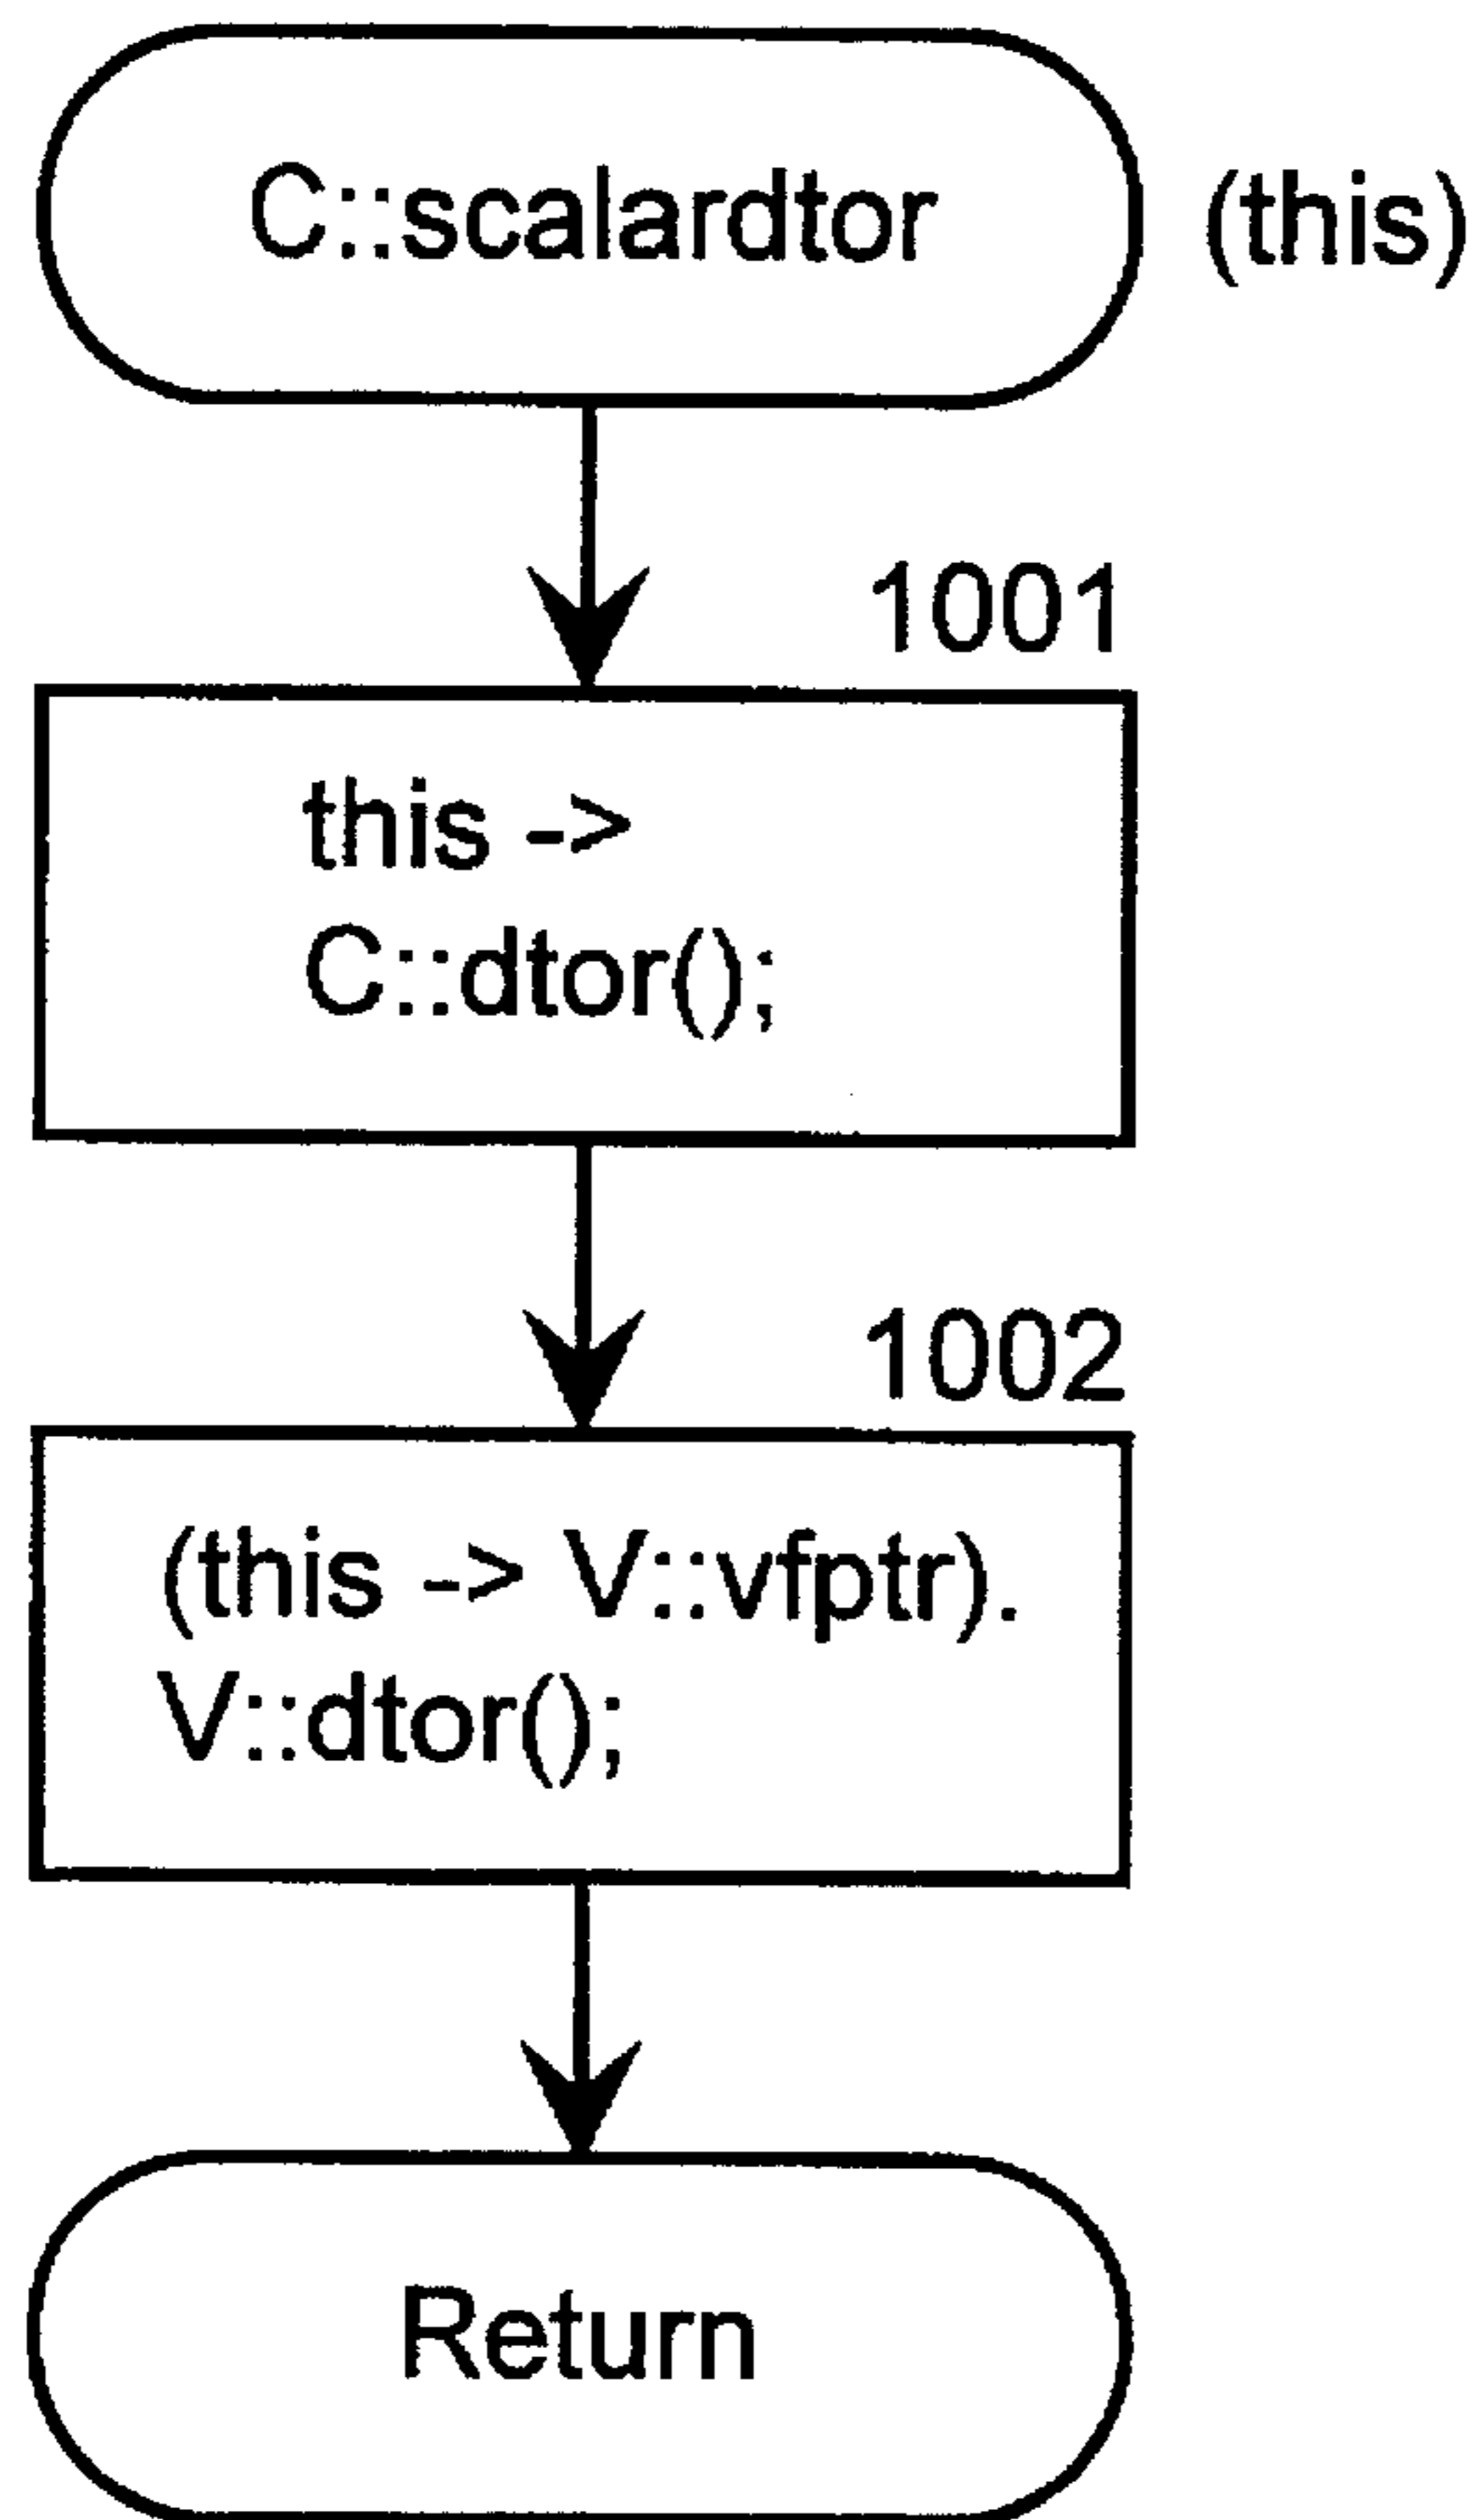 C::scalardtor (this)
1001
this ->
C::dtor();
1002
(this -> V::vfptr).
V::dtor();
Return